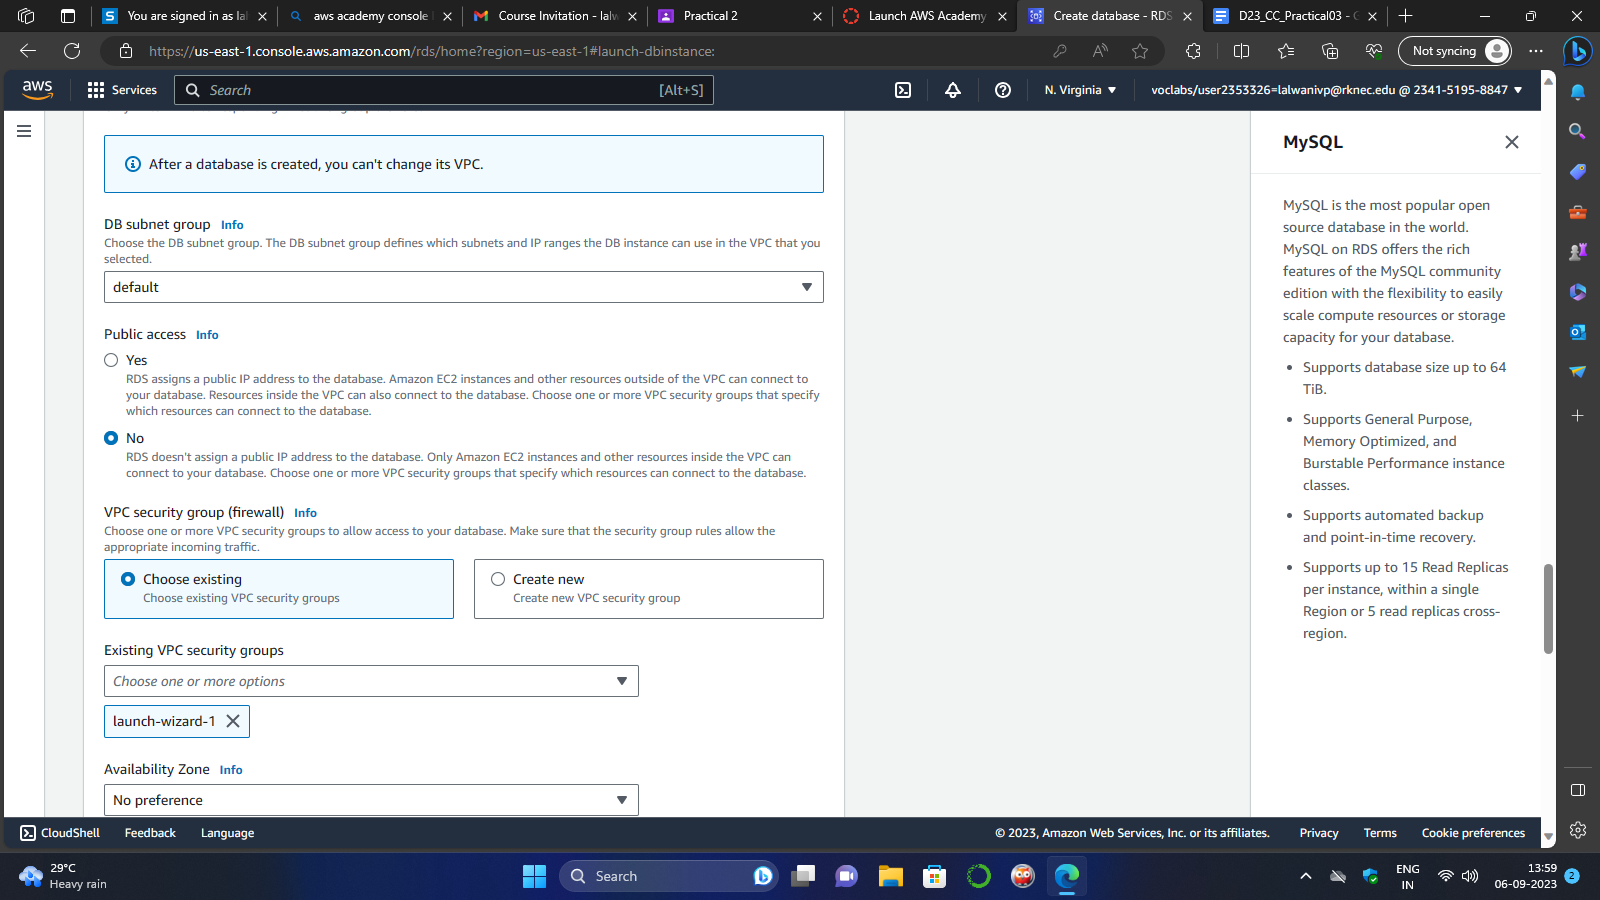 You are signed in as lal
aws academy console l
Course Invitation - lalw
Practical 2
Launch AWS Academy
Create database - RDS
D23_CC_Practical03 - G
https://us-east-1.console.aws.amazon.com/rds/home?region=us-east-1#launch-dbinstance:
Not syncing
aws
Services
Search
[Alt+S]
N. Virginia
voclabs/user2353326=lalwanivp@rknec.edu @ 2341-5195-8847
After a database is created, you can't change its VPC.
DB subnet group Info
Choose the DB subnet group. The DB subnet group defines which subnets and IP ranges the DB instance can use in the VPC that you
selected.
default
Public access Info
Yes
RDS assigns a public IP address to the database. Amazon EC2 instances and other resources outside of the VPC can connect to
your database. Resources inside the VPC can also connect to the database. Choose one or more VPC security groups that specify
which resources can connect to the database.
No
RDS doesn't assign a public IP address to the database. Only Amazon EC2 instances and other resources inside the VPC can
connect to your database. Choose one or more VPC security groups that specify which resources can connect to the database.
VPC security group (firewall) Info
Choose one or more VPC security groups to allow access to your database. Make sure that the security group rules allow the
appropriate incoming traffic.
Choose existing
Choose existing VPC security groups
Create new
Create new VPC security group
Existing VPC security groups
Choose one or more options
launch-wizard-1
Availability Zone Info
No preference
MySQL
MySQL is the most popular open
source database in the world.
MySQL on RDS offers the rich
features of the MySQL community
edition with the flexibility to easily
scale compute resources or storage
capacity for your database.
• Supports database size up to 64
TiB.
• Supports General Purpose,
Memory Optimized, and
Burstable Performance instance
classes.
• Supports automated backup
and point-in-time recovery.
• Supports up to 15 Read Replicas
per instance, within a single
Region or 5 read replicas cross-
region.
CloudShell
Feedback
Language
© 2023, Amazon Web Services, Inc. or its affiliates.
Privacy
Terms
Cookie preferences
29°C
Heavy rain
Search
ENG
IN
13:59
06-09-2023
2